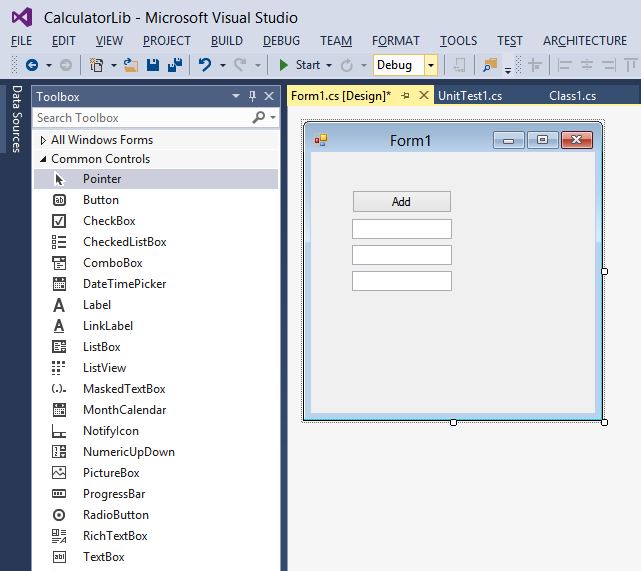 CalculatorLib - Microsoft Visual Studio
FILE EDIT VIEW PROJECT BUILD DEBUG TEAM FORMAT TOOLS TEST ARCHITECTURE
Start Debug
Data Sources
Toolbox
Search Toolbox
All Windows Forms
Common Controls
Pointer
Button
CheckBox
CheckedListBox
ComboBox
DateTimePicker
Label
LinkLabel
ListBox
ListView
MaskedTextBox
MonthCalendar
NotifyIcon
NumericUpDown
PictureBox
ProgressBar
RadioButton
RichTextBox
TextBox
Form1.cs [Design]* UnitTest1.cs Class1.cs
Form1
Add